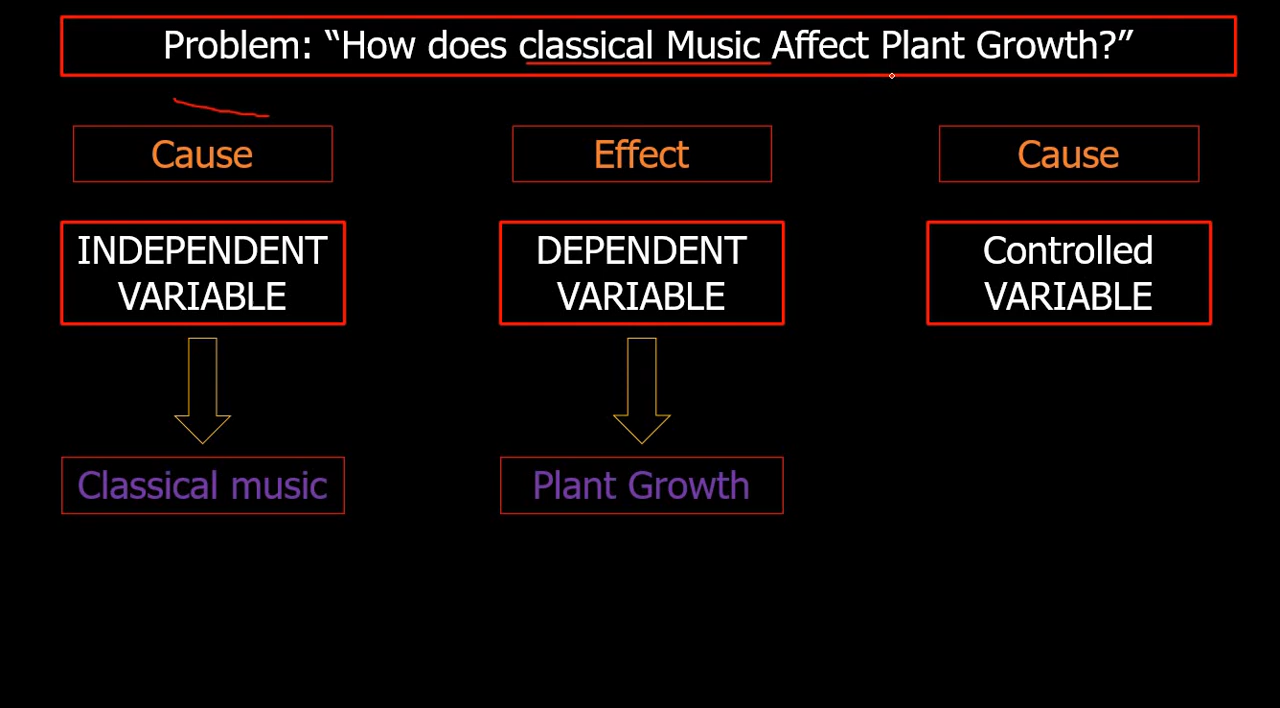 Problem: “How does classical Music Affect Plant Growth?”
Cause
Effect
Cause
INDEPENDENT
VARIABLE
DEPENDENT
VARIABLE
Controlled
VARIABLE
Classical music
Plant Growth